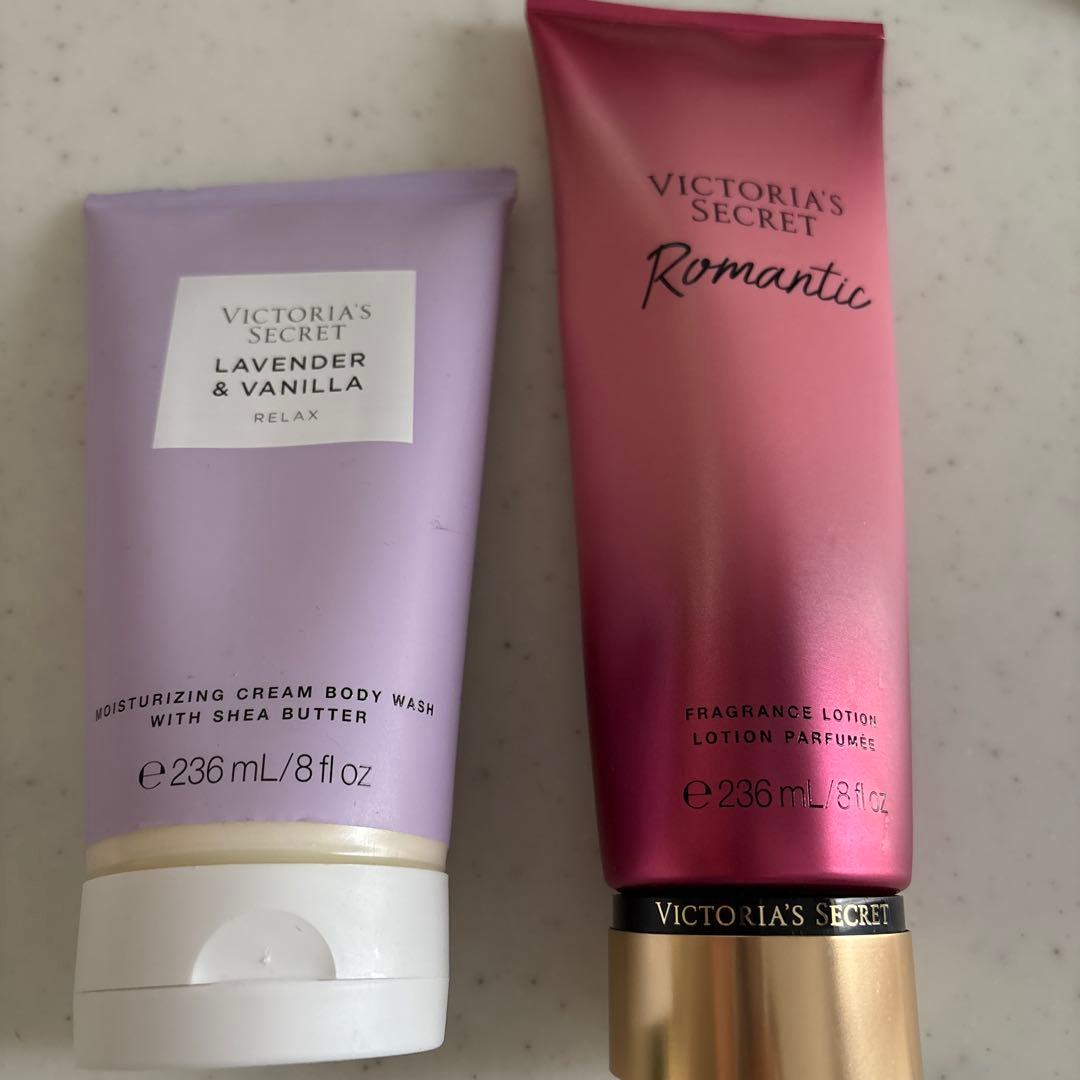 VICTORIA'S
SECRET
LAVENDER
& VANILLA
RELAX
MOISTURIZING CREAM BODY WASH
WITH SHEA BUTTER
℮ 236 mL/8 fl oz
VICTORIA'S
SECRET
Romantic
FRAGRANCE LOTION
LOTION PARFUMÉE
℮ 236 mL/8 fl oz
VICTORIA'S SECRET